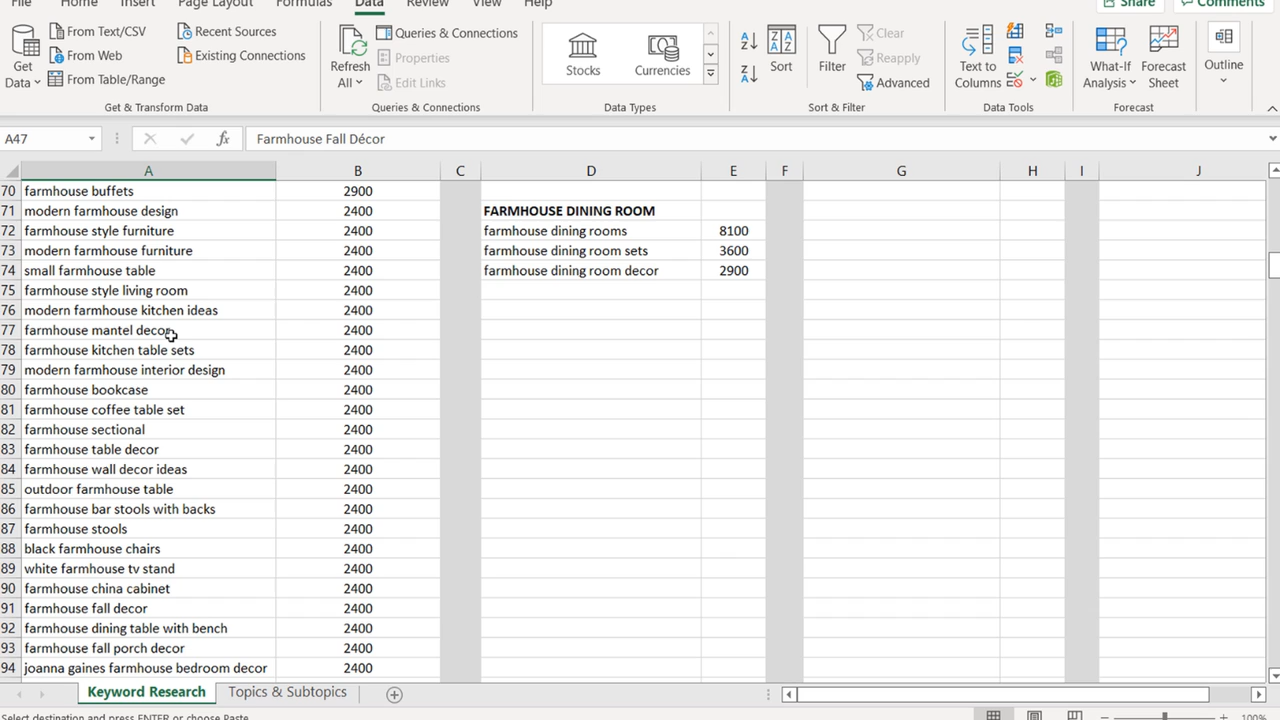 File Home Insert Page Layout Formulas Data Review View Help Share Comments
Get Data
From Text/CSV
From Web
From Table/Range
Recent Sources
Existing Connections
Get & Transform Data
Refresh All
Queries & Connections
Properties
Edit Links
Queries & Connections
Stocks
Currencies
Data Types
Sort
Filter
Clear
Reapply
Advanced
Sort & Filter
Text to Columns
Data Tools
What-If Analysis
Forecast Sheet
Forecast
Outline
A47 fx Farmhouse Fall Décor
A B C D E F G H I J
70 farmhouse buffets 2900
71 modern farmhouse design 2400 FARMHOUSE DINING ROOM
72 farmhouse style furniture 2400 farmhouse dining rooms 8100
73 modern farmhouse furniture 2400 farmhouse dining room sets 3600
74 small farmhouse table 2400 farmhouse dining room decor 2900
75 farmhouse style living room 2400
76 modern farmhouse kitchen ideas 2400
77 farmhouse mantel decor 2400
78 farmhouse kitchen table sets 2400
79 modern farmhouse interior design 2400
80 farmhouse bookcase 2400
81 farmhouse coffee table set 2400
82 farmhouse sectional 2400
83 farmhouse table decor 2400
84 farmhouse wall decor ideas 2400
85 outdoor farmhouse table 2400
86 farmhouse bar stools with backs 2400
87 farmhouse stools 2400
88 black farmhouse chairs 2400
89 white farmhouse tv stand 2400
90 farmhouse china cabinet 2400
91 farmhouse fall decor 2400
92 farmhouse dining table with bench 2400
93 farmhouse fall porch decor 2400
94 joanna gaines farmhouse bedroom decor 2400
Keyword Research Topics & Subtopics
Select destination and press ENTER or choose Paste 100%